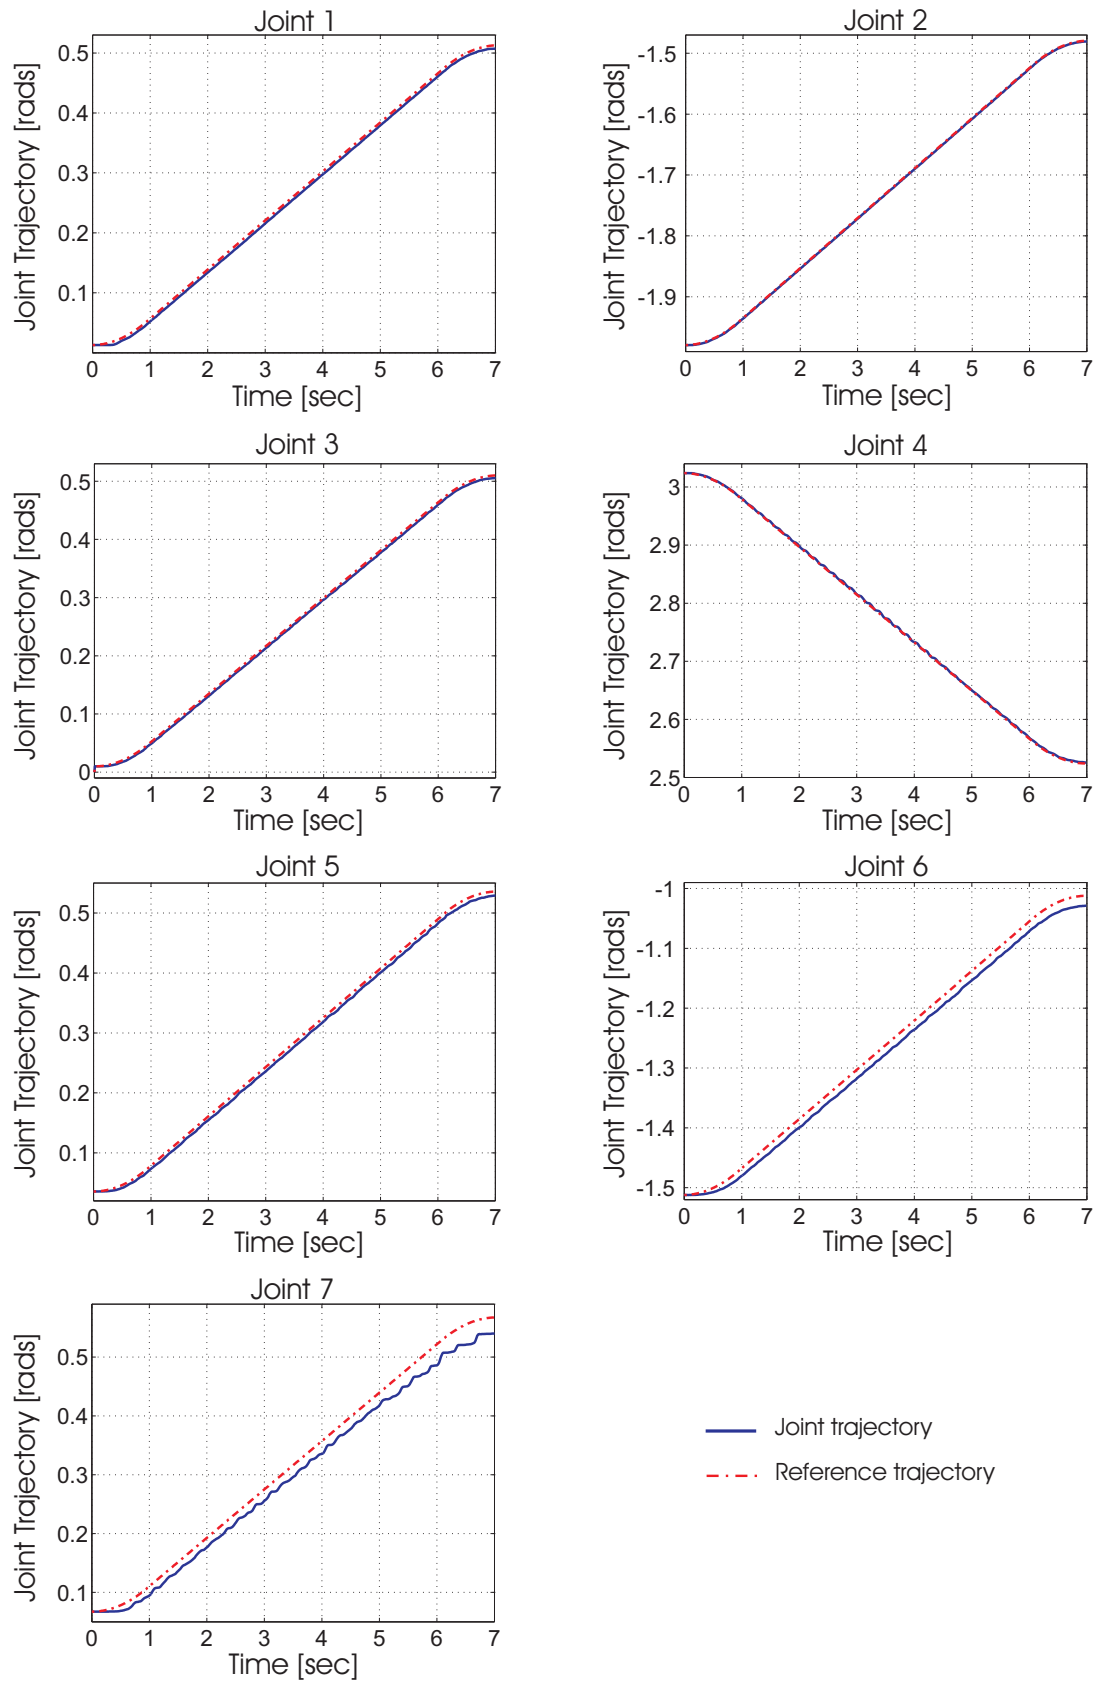 Joint 1
Joint Trajectory [rads]
0.5
0.4
0.3
0.2
0.1
0 1 2 3 4 5 6 7
Time [sec]
Joint 2
Joint Trajectory [rads]
-1.5
-1.6
-1.7
-1.8
-1.9
0 1 2 3 4 5 6 7
Time [sec]
Joint 3
Joint Trajectory [rads]
0.5
0.4
0.3
0.2
0.1
0
0 1 2 3 4 5 6 7
Time [sec]
Joint 4
Joint Trajectory [rads]
3
2.9
2.8
2.7
2.6
2.5
0 1 2 3 4 5 6 7
Time [sec]
Joint 5
Joint Trajectory [rads]
0.5
0.4
0.3
0.2
0.1
0 1 2 3 4 5 6 7
Time [sec]
Joint 6
Joint Trajectory [rads]
-1
-1.1
-1.2
-1.3
-1.4
-1.5
0 1 2 3 4 5 6 7
Time [sec]
Joint 7
Joint Trajectory [rads]
0.5
0.4
0.3
0.2
0.1
0 1 2 3 4 5 6 7
Time [sec]
Joint trajectory
Reference trajectory